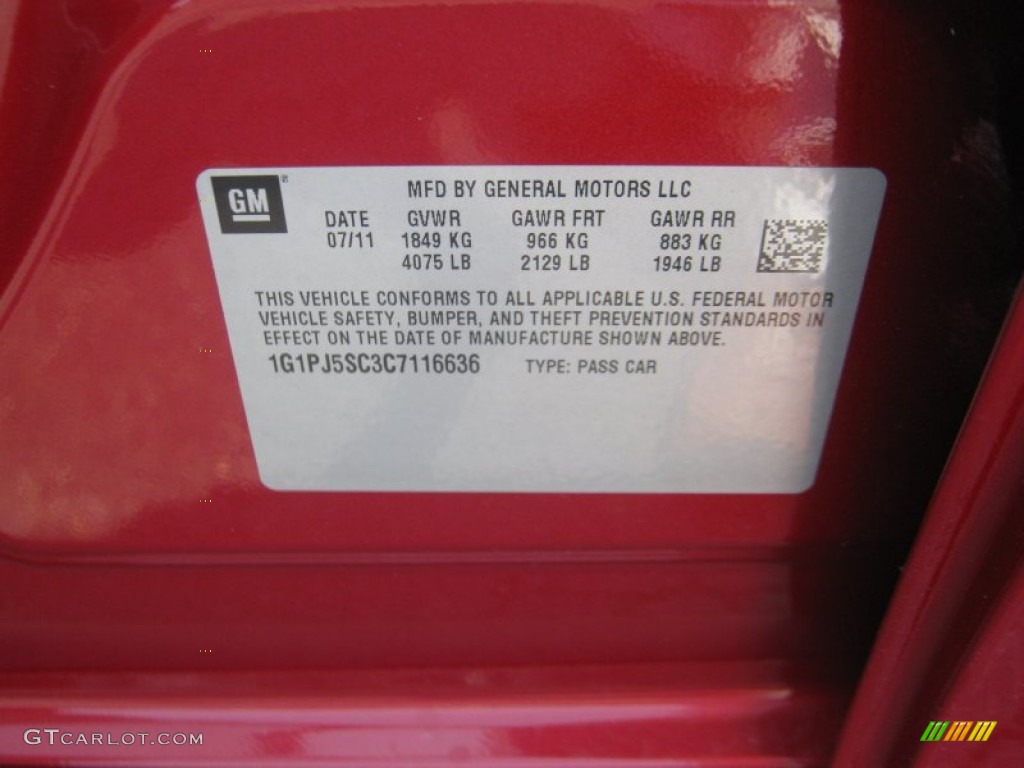 GM
MFD BY GENERAL MOTORS LLC
DATE GVWR GAWR FRT GAWR RR
07/11 1849 KG 966 KG 883 KG
4075 LB 2129 LB 1946 LB
THIS VEHICLE CONFORMS TO ALL APPLICABLE U.S. FEDERAL MOTOR
VEHICLE SAFETY, BUMPER, AND THEFT PREVENTION STANDARDS IN
EFFECT ON THE DATE OF MANUFACTURE SHOWN ABOVE.
1G1PJ5SC3C7116636 TYPE: PASS CAR
GTCARLOT.COM